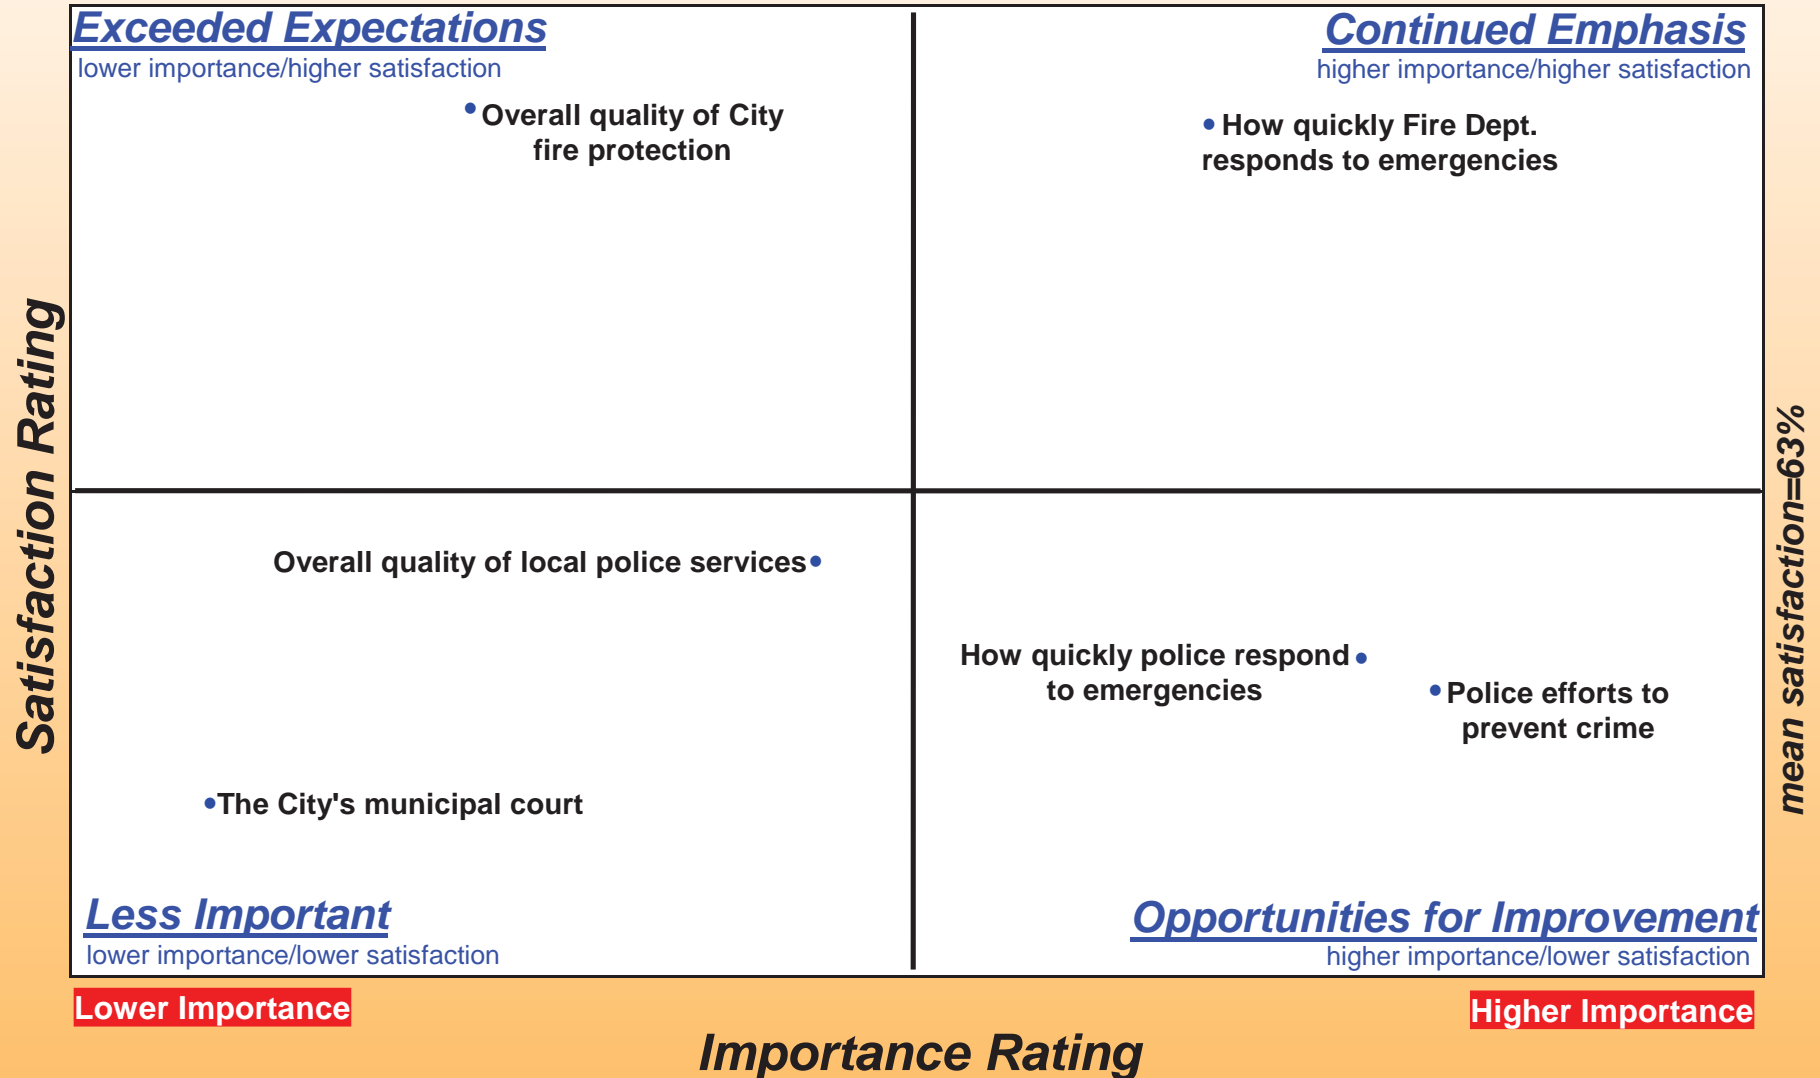 Exceeded Expectations
lower importance/higher satisfaction
Continued Emphasis
higher importance/higher satisfaction
Overall quality of City
fire protection
How quickly Fire Dept.
responds to emergencies
Satisfaction Rating
mean satisfaction=63%
Overall quality of local police services
How quickly police respond
to emergencies
Police efforts to
prevent crime
The City's municipal court
Less Important
lower importance/lower satisfaction
Opportunities for Improvement
higher importance/lower satisfaction
Lower Importance
Higher Importance
Importance Rating